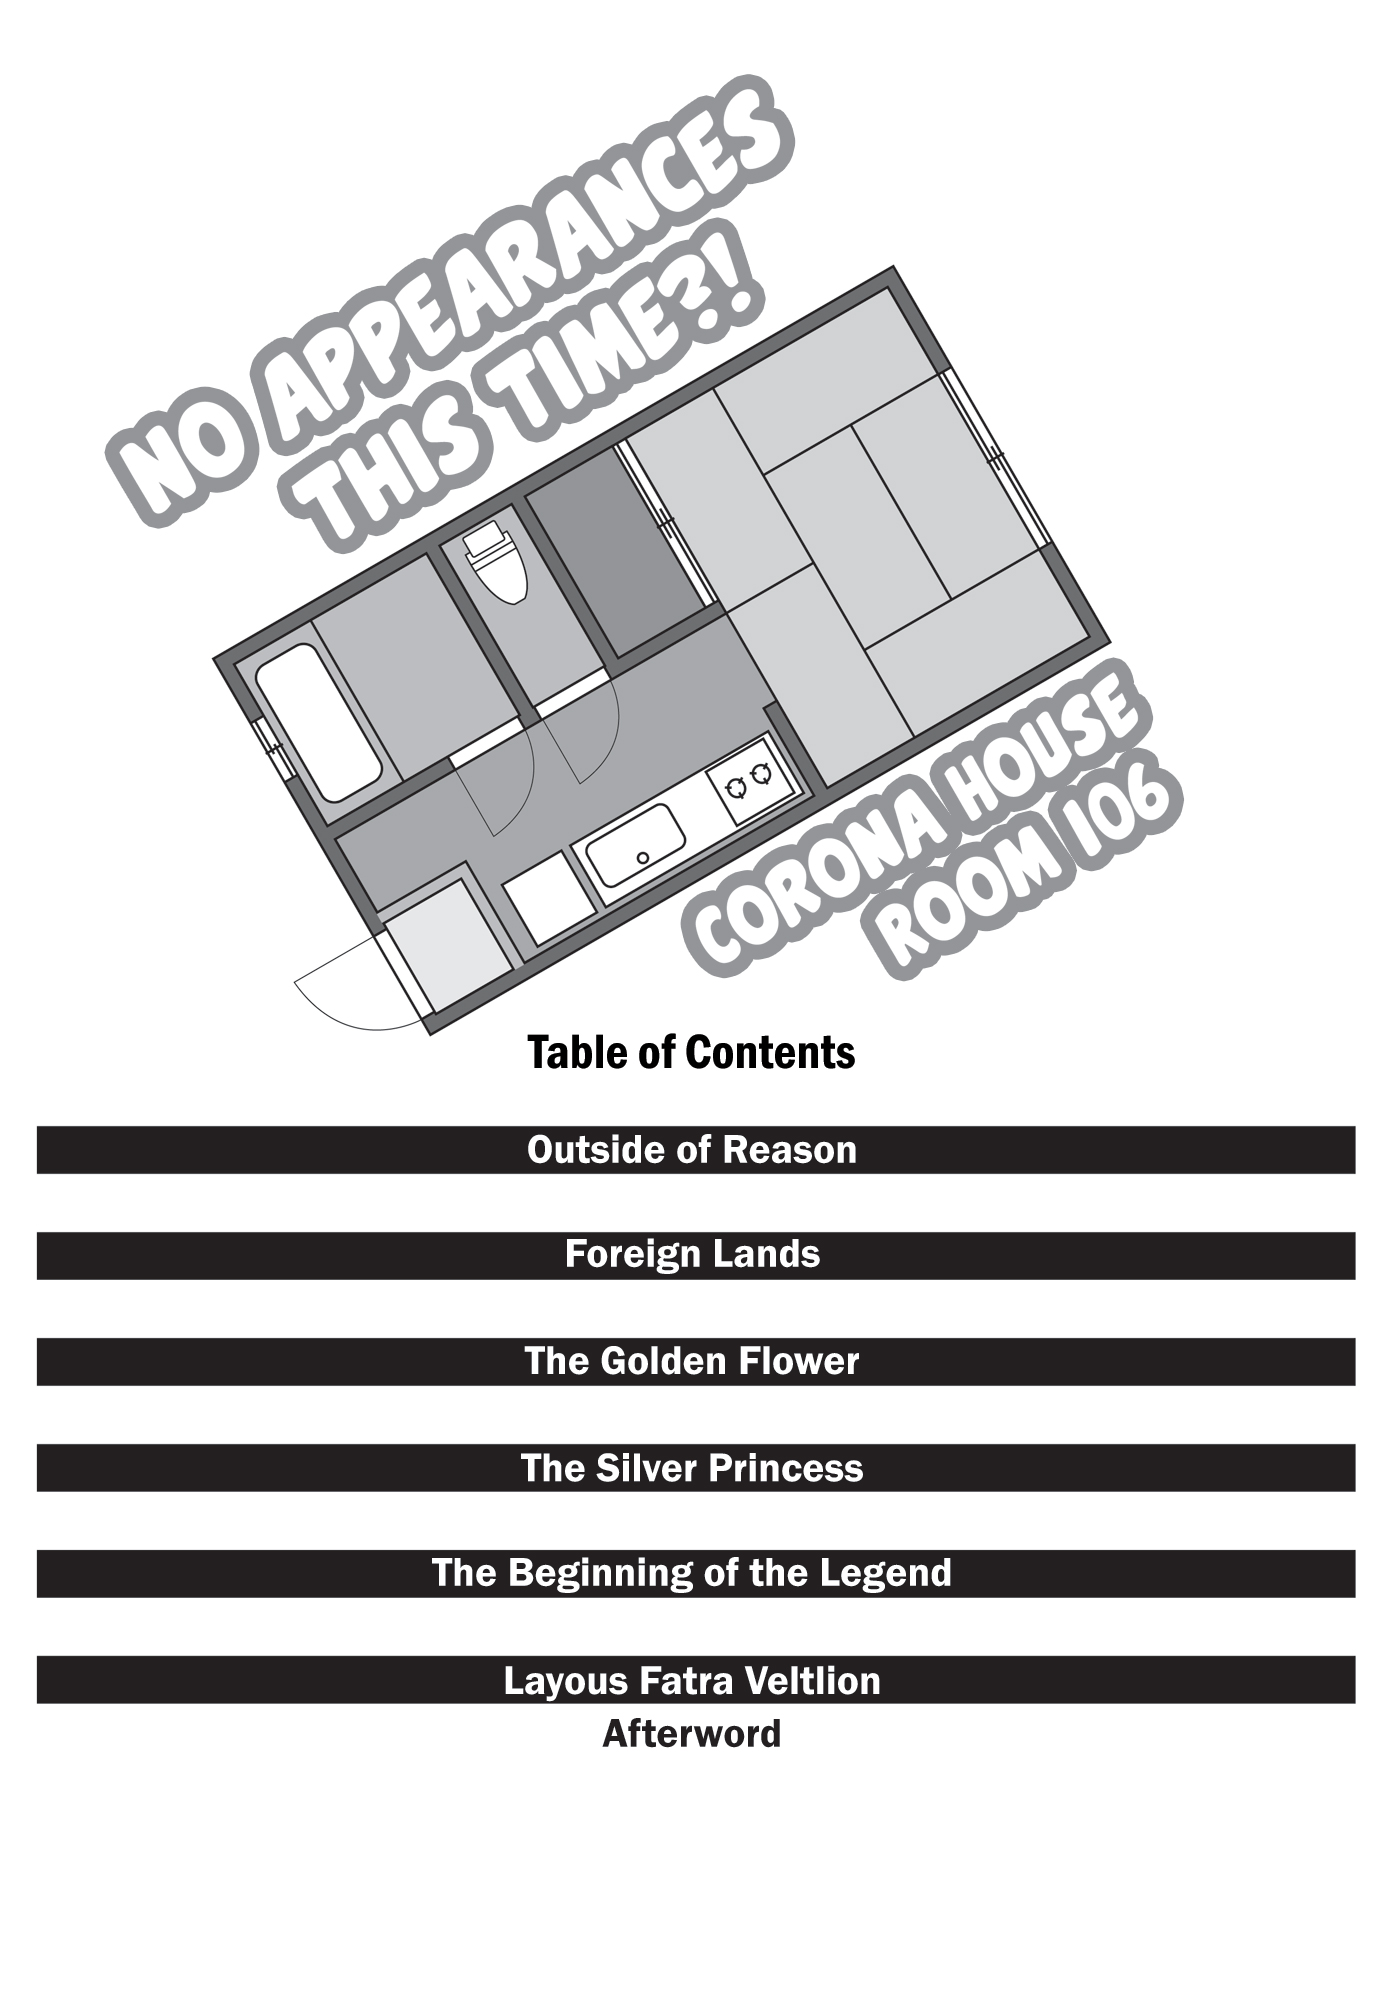 NO APPEARANCES
THIS TIME?!
CORONA HOUSE
ROOM 106
Table of Contents
Outside of Reason
Foreign Lands
The Golden Flower
The Silver Princess
The Beginning of the Legend
Layous Fatra Veltlion
Afterword